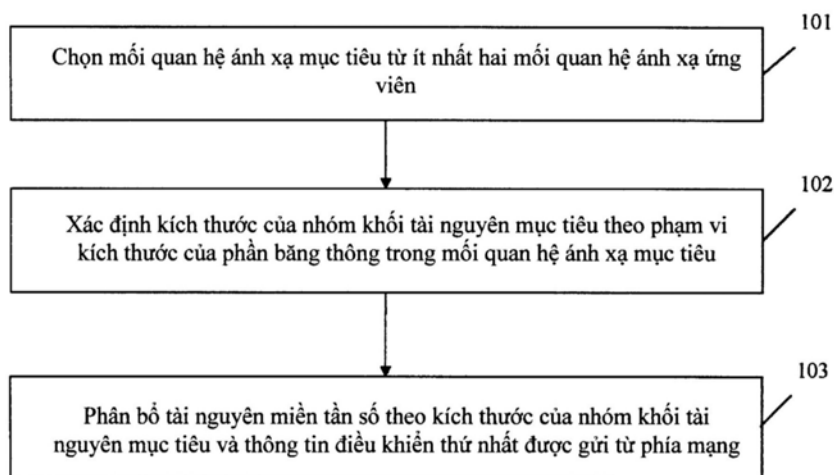 101
Chọn mối quan hệ ánh xạ mục tiêu từ ít nhất hai mối quan hệ ánh xạ ứng
viên
102
Xác định kích thước của nhóm khối tài nguyên mục tiêu theo phạm vi
kích thước của phần băng thông trong mối quan hệ ánh xạ mục tiêu
103
Phân bổ tài nguyên miền tần số theo kích thước của nhóm khối tài
nguyên mục tiêu và thông tin điều khiển thứ nhất được gửi từ phía mạng